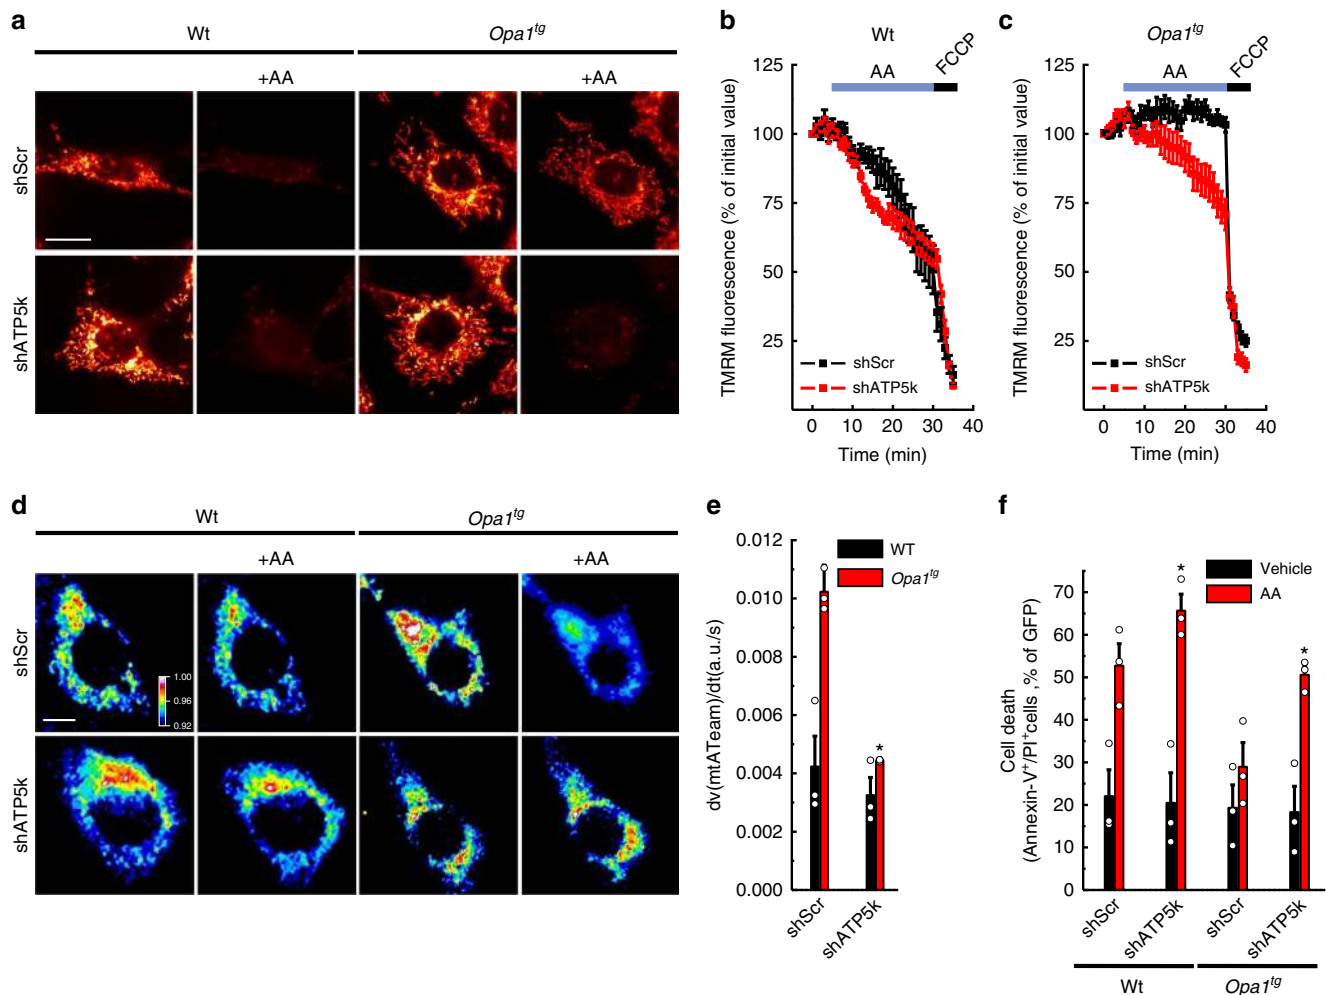 a
Wt
Opa1tg
+AA
+AA
shScr
shATP5k
b
Wt
AA
FCCP
TMRM fluorescence (% of initial value)
125
100
75
50
25
shScr
shATP5k
0 10 20 30 40
Time (min)
c
Opa1tg
AA
FCCP
TMRM fluorescence (% of initial value)
125
100
75
50
25
shScr
shATP5k
0 10 20 30 40
Time (min)
d
Wt
Opa1tg
+AA
+AA
shScr
1.00
0.96
0.92
shATP5k
e
dv(mtATeam)/dt(a.u./s)
0.012
0.010
0.008
0.006
0.004
0.002
0.000
WT
Opa1tg
*
shScr
shATP5k
f
Cell death
(Annexin-V+/PI+cells ,% of GFP)
70
60
50
40
30
20
10
0
Vehicle
AA
*
*
shScr
shATP5k
shScr
shATP5k
Wt
Opa1tg